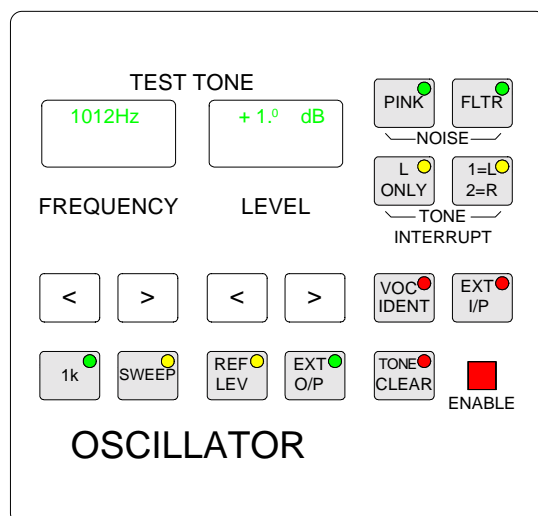 TEST TONE
1012Hz
+ 1.⁰ dB
FREQUENCY
LEVEL
PINK
FLTR
NOISE
L
ONLY
1=L
2=R
TONE
INTERRUPT
<
>
<
>
VOC
IDENT
EXT
I/P
1k
SWEEP
REF
LEV
EXT
O/P
TONE
CLEAR
ENABLE
OSCILLATOR